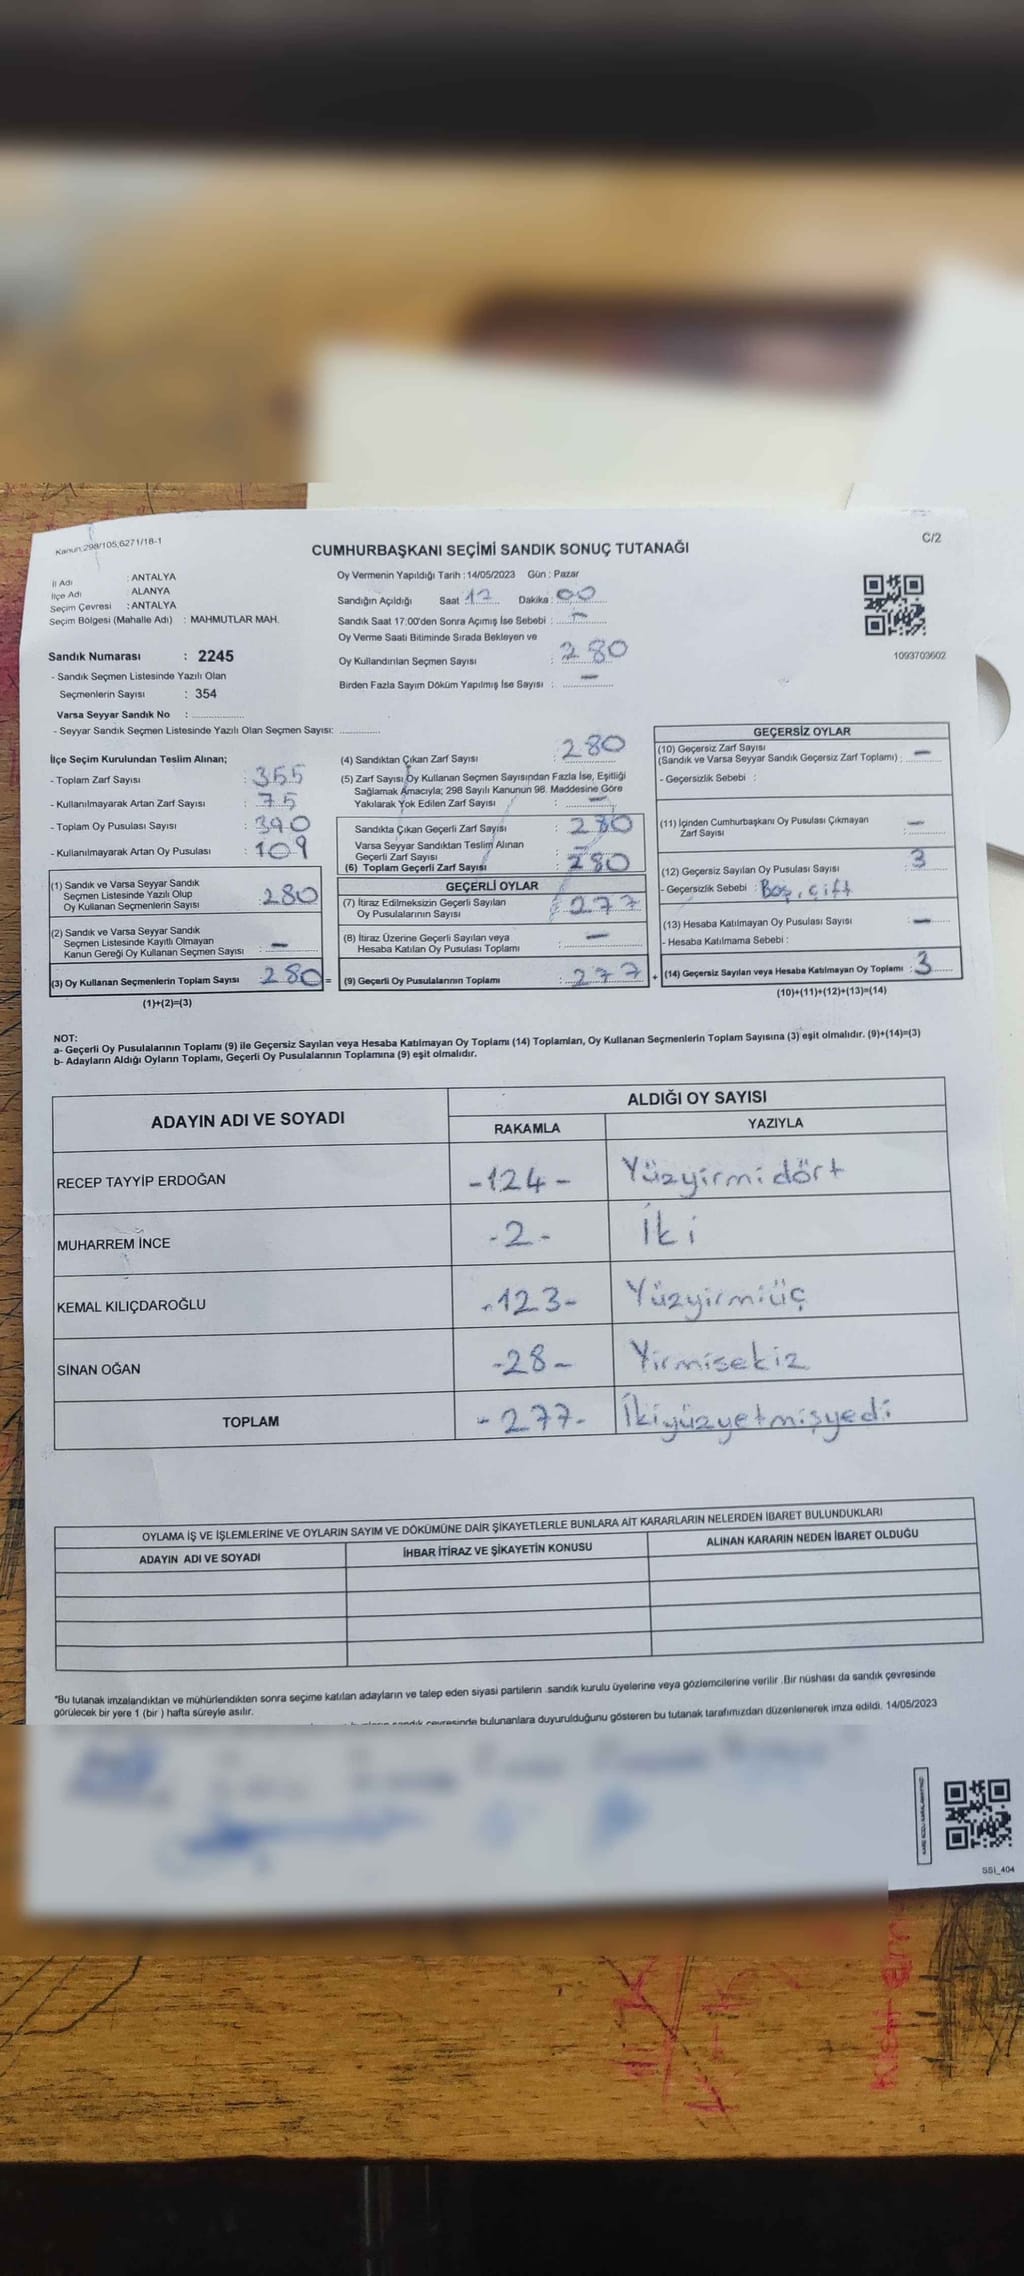 Kanun.298/105,6271/18-1
C/2
CUMHURBAŞKANI SEÇİMİ SANDIK SONUÇ TUTANAĞI
İl Adı : ANTALYA
İlçe Adı : ALANYA
Seçim Çevresi : ANTALYA
Seçim Bölgesi (Mahalle Adı) : MAHMUTLAR MAH.
Sandık Numarası : 2245
- Sandık Seçmen Listesinde Yazılı Olan
Seçmenlerin Sayısı : 354
Varsa Seyyar Sandık No : ................
- Seyyar Sandık Seçmen Listesinde Yazılı Olan Seçmen Sayısı: ............
Oy Vermenin Yapıldığı Tarih :14/05/2023 Gün : Pazar
Sandığın Açıldığı Saat 12 Dakika : 00
Sandık Saat 17:00'den Sonra Açımış İse Sebebi : -
Oy Verme Saati Bitiminde Sırada Bekleyen ve
Oy Kullandırılan Seçmen Sayısı : 280
Birden Fazla Sayım Döküm Yapılmış İse Sayısı : -
1093703602
İlçe Seçim Kurulundan Teslim Alınan;
- Toplam Zarf Sayısı : 355
- Kullanılmayarak Artan Zarf Sayısı : 75
- Toplam Oy Pusulası Sayısı : 390
- Kullanılmayarak Artan Oy Pusulası : 109
(1) Sandık ve Varsa Seyyar Sandık
Seçmen Listesinde Yazılı Olup
Oy Kullanan Seçmenlerin Sayısı : 280
(2) Sandık ve Varsa Seyyar Sandık
Seçmen Listesinde Kayıtlı Olmayan
Kanun Gereği Oy Kullanan Seçmen Sayısı : -
(3) Oy Kullanan Seçmenlerin Toplam Sayısı 280 =
(1)+(2)=(3)
(4) Sandıktan Çıkan Zarf Sayısı : 280
(5) Zarf Sayısı Oy Kullanan Seçmen Sayısından Fazla İse, Eşitliği
Sağlamak Amacıyla; 298 Sayılı Kanunun 98. Maddesine Göre
Yakılarak Yok Edilen Zarf Sayısı : -
Sandıkta Çıkan Geçerli Zarf Sayısı : 280
Varsa Seyyar Sandıktan Teslim Alınan
Geçerli Zarf Sayısı : -
(6) Toplam Geçerli Zarf Sayısı : 280
GEÇERLİ OYLAR
(7) İtiraz Edilmeksizin Geçerli Sayılan
Oy Pusulalarının Sayısı : 277
(8) İtiraz Üzerine Geçerli Sayılan veya
Hesaba Katılan Oy Pusulası Toplamı : -
(9) Geçerli Oy Pusulalarının Toplamı : 277 +
GEÇERSİZ OYLAR
(10) Geçersiz Zarf Sayısı
(Sandık ve Varsa Seyyar Sandık Geçersiz Zarf Toplamı) : -
- Geçersizlik Sebebi :
(11) İçinden Cumhurbaşkanı Oy Pusulası Çıkmayan
Zarf Sayısı : -
(12) Geçersiz Sayılan Oy Pusulası Sayısı : 3
- Geçersizlik Sebebi : Boş, çift
(13) Hesaba Katılmayan Oy Pusulası Sayısı : -
- Hesaba Katılmama Sebebi :
(14) Geçersiz Sayılan veya Hesaba Katılmayan Oy Toplamı : 3
(10)+(11)+(12)+(13)=(14)
NOT:
a- Geçerli Oy Pusulalarının Toplamı (9) ile Geçersiz Sayılan veya Hesaba Katılmayan Oy Toplamı (14) Toplamları, Oy Kullanan Seçmenlerin Toplam Sayısına (3) eşit olmalıdır. (9)+(14)=(3)
b- Adayların Aldığı Oyların Toplamı, Geçerli Oy Pusulalarının Toplamına (9) eşit olmalıdır.
ADAYIN ADI VE SOYADI ALDIĞI OY SAYISI
RAKAMLA YAZIYLA
RECEP TAYYİP ERDOĞAN -124- Yüzyirmidört
MUHARREM İNCE -2- İki
KEMAL KILIÇDAROĞLU -123- Yüzyirmiüç
SİNAN OĞAN -28- Yirmisekiz
TOPLAM -277- İkiyüzyetmişyedi
OYLAMA İŞ VE İŞLEMLERİNE VE OYLARIN SAYIM VE DÖKÜMÜNE DAİR ŞİKAYETLERLE BUNLARA AİT KARARLARIN NELERDEN İBARET BULUNDUKLARI
ADAYIN ADI VE SOYADI İHBAR İTİRAZ VE ŞİKAYETİN KONUSU ALINAN KARARIN NEDEN İBARET OLDUĞU
*Bu tutanak imzalandıktan ve mühürlendikten sonra seçime katılan adayların ve talep eden siyasi partilerin sandık kurulu üyelerine veya gözlemcilerine verilir .Bir nüshası da sandık çevresinde
görülecek bir yere 1 (bir ) hafta süreyle asılır.
sandık çevresinde bulunanlara duyurulduğunu gösteren bu tutanak tarafımızdan düzenlenerek imza edildi. 14/05/2023
SSI_404